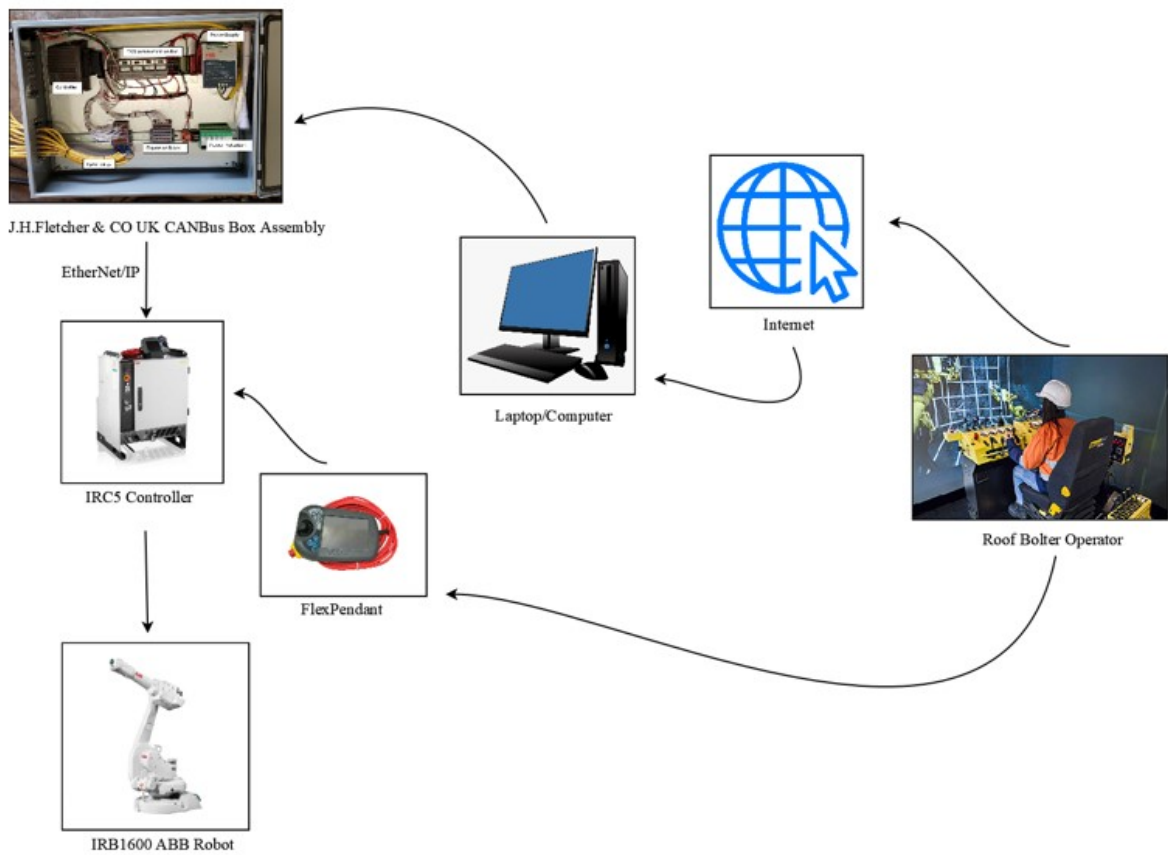 J.H.Fletcher & CO UK CANBus Box Assembly
EtherNet/IP
Internet
Laptop/Computer
IRC5 Controller
Roof Bolter Operator
FlexPendant
IRB1600 ABB Robot